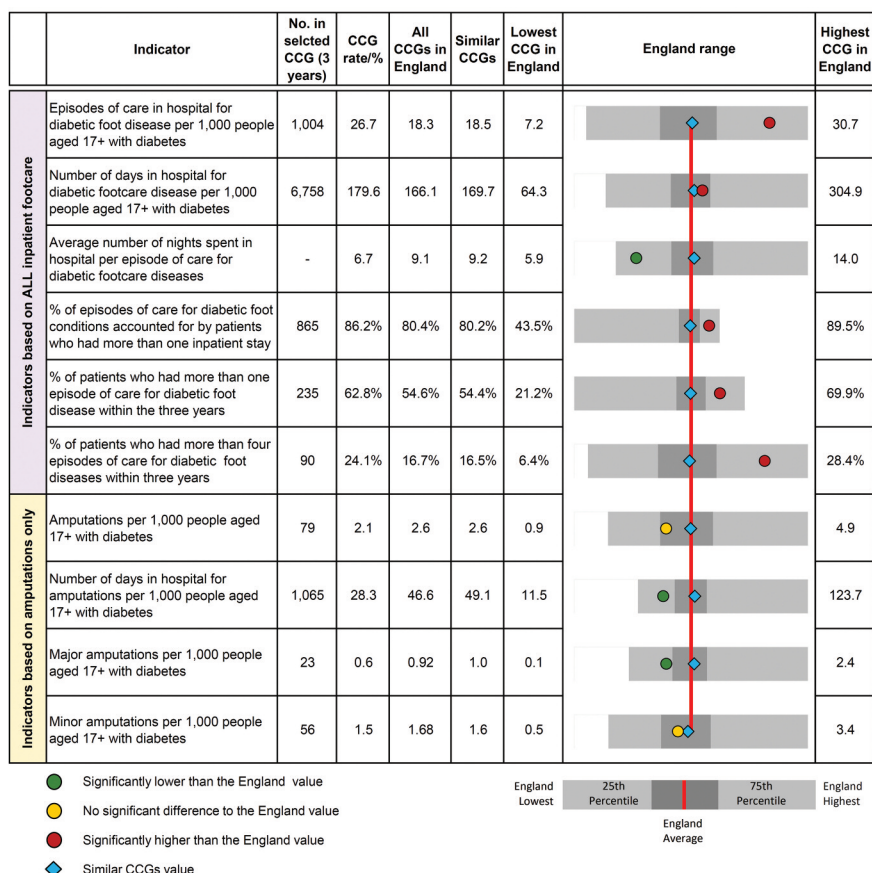 Indicator
No. in
selcted
CCG (3
years)
CCG
rate/%
All
CCGs in
England
Similar
CCGs
Lowest
CCG in
England
England range
Highest
CCG in
England
Indicators based on ALL inpatient footcare
Episodes of care in hospital for
diabetic foot disease per 1,000 people
aged 17+ with diabetes
1,004
26.7
18.3
18.5
7.2
30.7
Number of days in hospital for
diabetic footcare disease per 1,000
people aged 17+ with diabetes
6,758
179.6
166.1
169.7
64.3
304.9
Average number of nights spent in
hospital per episode of care for
diabetic footcare diseases
-
6.7
9.1
9.2
5.9
14.0
% of episodes of care for diabetic foot
conditions accounted for by patients
who had more than one inpatient stay
865
86.2%
80.4%
80.2%
43.5%
89.5%
% of patients who had more than one
episode of care for diabetic foot
disease within the three years
235
62.8%
54.6%
54.4%
21.2%
69.9%
% of patients who had more than four
episodes of care for diabetic foot
diseases within three years
90
24.1%
16.7%
16.5%
6.4%
28.4%
Indicators based on amputations only
Amputations per 1,000 people aged
17+ with diabetes
79
2.1
2.6
2.6
0.9
4.9
Number of days in hospital for
amputations per 1,000 people aged
17+ with diabetes
1,065
28.3
46.6
49.1
11.5
123.7
Major amputations per 1,000 people
aged 17+ with diabetes
23
0.6
0.92
1.0
0.1
2.4
Minor amputations per 1,000 people
aged 17+ with diabetes
56
1.5
1.68
1.6
0.5
3.4
Significantly lower than the England value
No significant difference to the England value
Significantly higher than the England value
Similar CCGs value
England
Lowest
25th
Percentile
75th
Percentile
England
Highest
England
Average